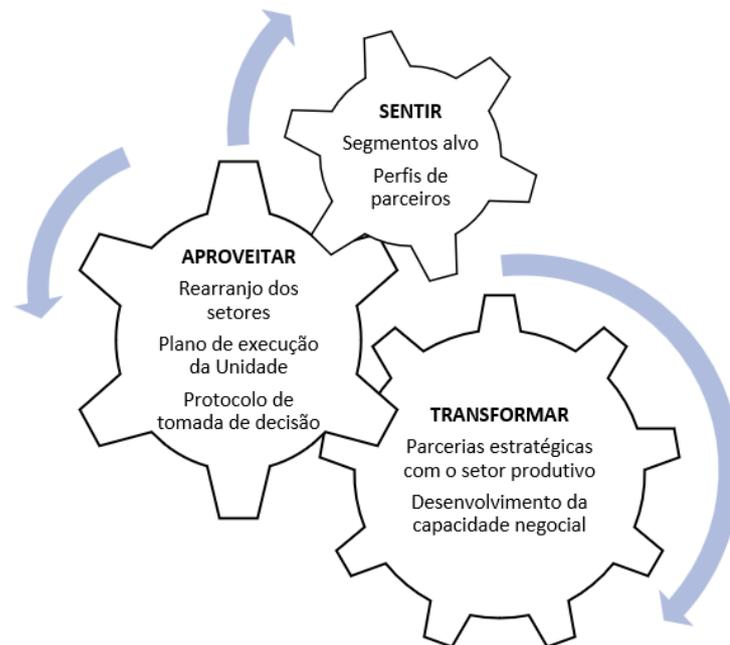 SENTIR
Segmentos alvo
Perfis de
parceiros
APROVEITAR
Rearranjo dos
setores
Plano de execução
da Unidade
Protocolo de
tomada de decisão
TRANSFORMAR
Parcerias estratégicas
com o setor produtivo
Desenvolvimento da
capacidade negocial